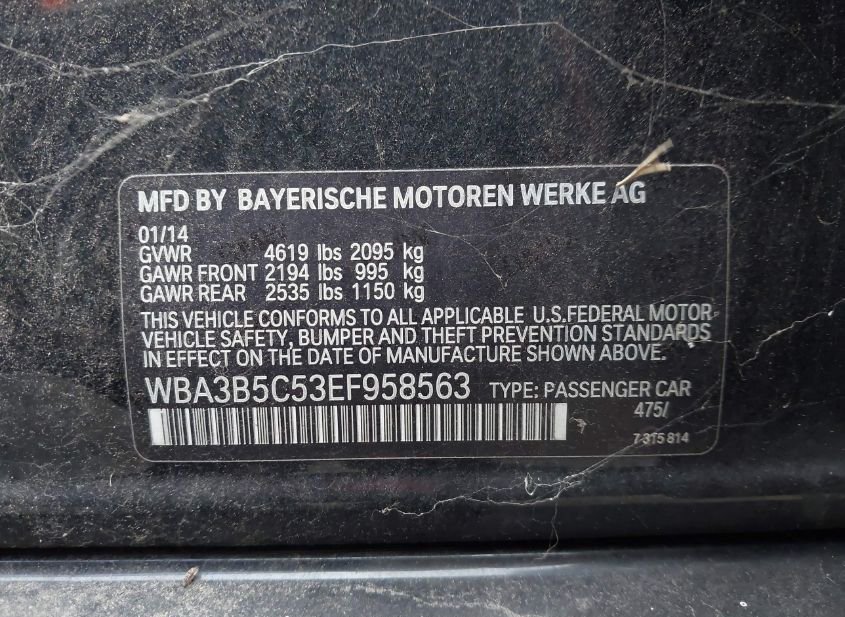 MFD BY BAYERISCHE MOTOREN WERKE AG
01/14
GVWR 4619 lbs 2095 kg
GAWR FRONT 2194 lbs 995 kg
GAWR REAR 2535 lbs 1150 kg
THIS VEHICLE CONFORMS TO ALL APPLICABLE U.S.FEDERAL MOTOR
VEHICLE SAFETY, BUMPER AND THEFT PREVENTION STANDARDS
IN EFFECT ON THE DATE OF MANUFACTURE SHOWN ABOVE.
WBA3B5C53EF958563 TYPE: PASSENGER CAR
475/
7 315 814